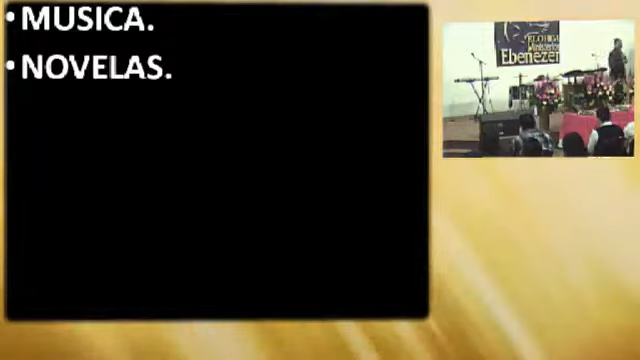 • MUSICA.
• NOVELAS.
Ministerios
Ebenezer